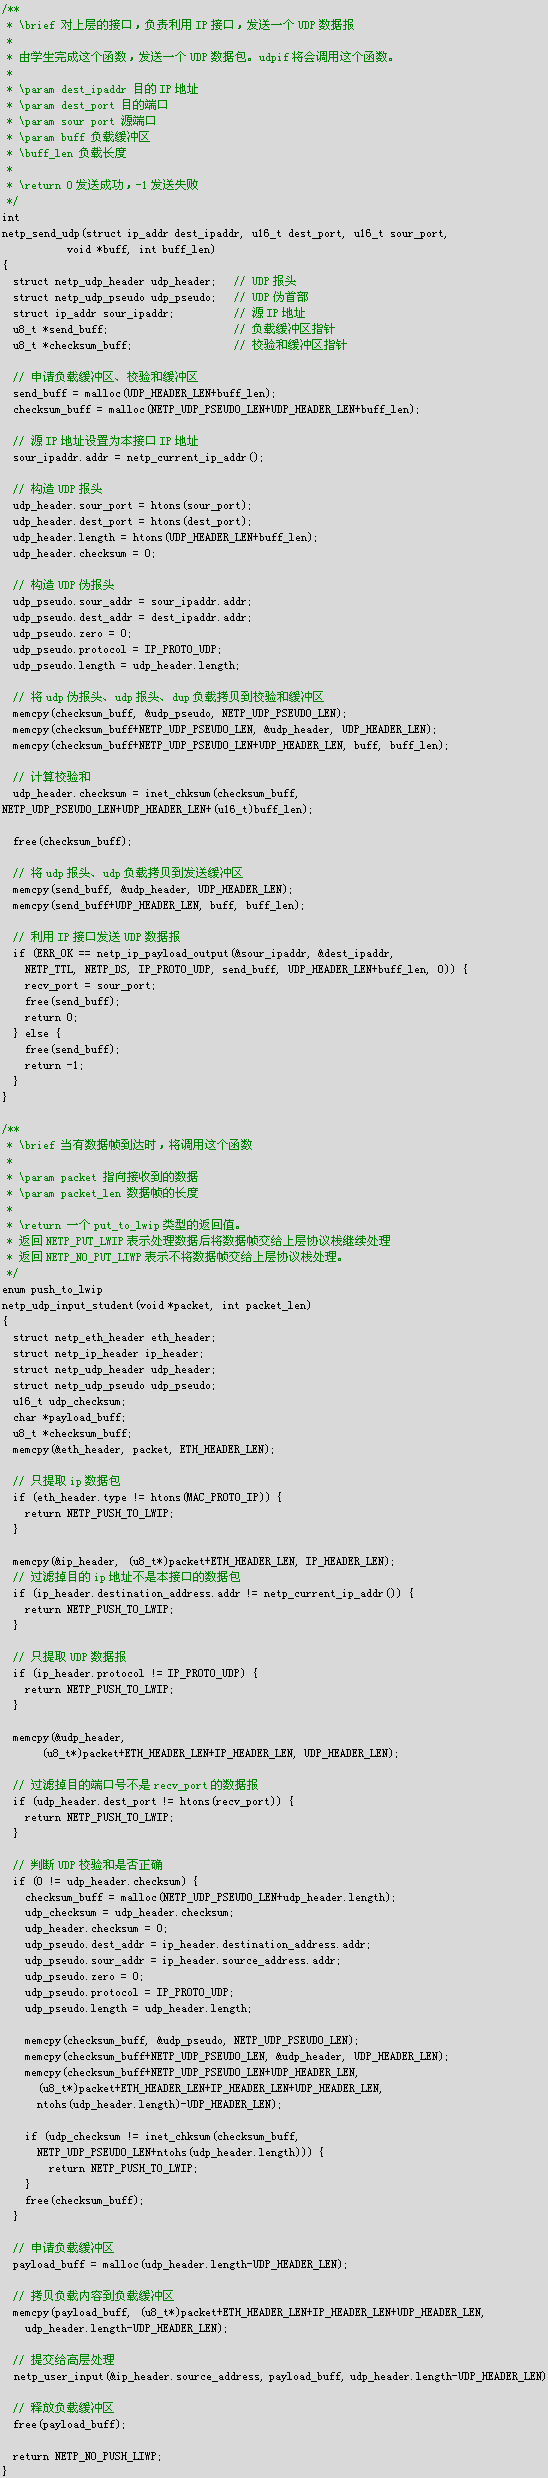 /**
 * \brief 对上层的接口，负责利用 IP 接口，发送一个 UDP 数据报
 *
 * 由学生完成这个函数，发送一个 UDP 数据包。udpif 将会调用这个函数。
 *
 * \param dest_ipaddr 目的 IP 地址
 * \param dest_port 目的端口
 * \param sour port 源端口
 * \param buff 负载缓冲区
 * \buff_len 负载长度
 *
 * \return 0 发送成功，-1 发送失败
 */
int
netp_send_udp(struct ip_addr dest_ipaddr, u16_t dest_port, u16_t sour_port,
           void *buff, int buff_len)
{
  struct netp_udp_header udp_header;   // UDP 报头
  struct netp_udp_pseudo udp_pseudo;   // UDP 伪首部
  struct ip_addr sour_ipaddr;          // 源 IP 地址
  u8_t *send_buff;                     // 负载缓冲区指针
  u8_t *checksum_buff;                 // 校验和缓冲区指针

  // 申请负载缓冲区、校验和缓冲区
  send_buff = malloc(UDP_HEADER_LEN+buff_len);
  checksum_buff = malloc(NETP_UDP_PSEUDO_LEN+UDP_HEADER_LEN+buff_len);

  // 源 IP 地址设置为本接口 IP 地址
  sour_ipaddr.addr = netp_current_ip_addr();

  // 构造 UDP 报头
  udp_header.sour_port = htons(sour_port);
  udp_header.dest_port = htons(dest_port);
  udp_header.length = htons(UDP_HEADER_LEN+buff_len);
  udp_header.checksum = 0;

  // 构造 UDP 伪报头
  udp_pseudo.sour_addr = sour_ipaddr.addr;
  udp_pseudo.dest_addr = dest_ipaddr.addr;
  udp_pseudo.zero = 0;
  udp_pseudo.protocol = IP_PROTO_UDP;
  udp_pseudo.length = udp_header.length;

  // 将 udp 伪报头、udp 报头、dup 负载拷贝到校验和缓冲区
  memcpy(checksum_buff, &udp_pseudo, NETP_UDP_PSEUDO_LEN);
  memcpy(checksum_buff+NETP_UDP_PSEUDO_LEN, &udp_header, UDP_HEADER_LEN);
  memcpy(checksum_buff+NETP_UDP_PSEUDO_LEN+UDP_HEADER_LEN, buff, buff_len);

  // 计算校验和
  udp_header.checksum = inet_chksum(checksum_buff,
NETP_UDP_PSEUDO_LEN+UDP_HEADER_LEN+(u16_t)buff_len);

  free(checksum_buff);

  // 将 udp 报头、udp 负载拷贝到发送缓冲区
  memcpy(send_buff, &udp_header, UDP_HEADER_LEN);
  memcpy(send_buff+UDP_HEADER_LEN, buff, buff_len);

  // 利用 IP 接口发送 UDP 数据报
  if (ERR_OK == netp_ip_payload_output(&sour_ipaddr, &dest_ipaddr,
    NETP_TTL, NETP_DS, IP_PROTO_UDP, send_buff, UDP_HEADER_LEN+buff_len, 0)) {
    recv_port = sour_port;
    free(send_buff);
    return 0;
  } else {
    free(send_buff);
    return -1;
  }
}

/**
 * \brief 当有数据帧到达时，将调用这个函数
 *
 * \param packet 指向接收到的数据
 * \param packet_len 数据帧的长度
 *
 * \return 一个 put_to_lwip 类型的返回值。
 * 返回 NETP_PUT_LWIP 表示处理数据后将数据帧交给上层协议栈继续处理
 * 返回 NETP_NO_PUT_LIWP 表示不将数据帧交给上层协议栈处理。
 */
enum push_to_lwip
netp_udp_input_student(void *packet, int packet_len)
{
  struct netp_eth_header eth_header;
  struct netp_ip_header ip_header;
  struct netp_udp_header udp_header;
  struct netp_udp_pseudo udp_pseudo;
  u16_t udp_checksum;
  char *payload_buff;
  u8_t *checksum_buff;
  memcpy(&eth_header, packet, ETH_HEADER_LEN);

  // 只提取 ip 数据包
  if (eth_header.type != htons(MAC_PROTO_IP)) {
    return NETP_PUSH_TO_LWIP;
  }

  memcpy(&ip_header, (u8_t*)packet+ETH_HEADER_LEN, IP_HEADER_LEN);
  // 过滤掉目的 ip 地址不是本接口的数据包
  if (ip_header.destination_address.addr != netp_current_ip_addr()) {
    return NETP_PUSH_TO_LWIP;
  }

  // 只提取 UDP 数据报
  if (ip_header.protocol != IP_PROTO_UDP) {
    return NETP_PUSH_TO_LWIP;
  }

  memcpy(&udp_header,
       (u8_t*)packet+ETH_HEADER_LEN+IP_HEADER_LEN, UDP_HEADER_LEN);

  // 过滤掉目的端口号不是 recv_port 的数据报
  if (udp_header.dest_port != htons(recv_port)) {
    return NETP_PUSH_TO_LWIP;
  }

  // 判断 UDP 校验和是否正确
  if (0 != udp_header.checksum) {
    checksum_buff = malloc(NETP_UDP_PSEUDO_LEN+udp_header.length);
    udp_checksum = udp_header.checksum;
    udp_header.checksum = 0;
    udp_pseudo.dest_addr = ip_header.destination_address.addr;
    udp_pseudo.sour_addr = ip_header.source_address.addr;
    udp_pseudo.zero = 0;
    udp_pseudo.protocol = IP_PROTO_UDP;
    udp_pseudo.length = udp_header.length;

    memcpy(checksum_buff, &udp_pseudo, NETP_UDP_PSEUDO_LEN);
    memcpy(checksum_buff+NETP_UDP_PSEUDO_LEN, &udp_header, UDP_HEADER_LEN);
    memcpy(checksum_buff+NETP_UDP_PSEUDO_LEN+UDP_HEADER_LEN,
      (u8_t*)packet+ETH_HEADER_LEN+IP_HEADER_LEN+UDP_HEADER_LEN,
      ntohs(udp_header.length)-UDP_HEADER_LEN);

    if (udp_checksum != inet_chksum(checksum_buff,
      NETP_UDP_PSEUDO_LEN+ntohs(udp_header.length))) {
        return NETP_PUSH_TO_LWIP;
    }
    free(checksum_buff);
  }

  // 申请负载缓冲区
  payload_buff = malloc(udp_header.length-UDP_HEADER_LEN);

  // 拷贝负载内容到负载缓冲区
  memcpy(payload_buff, (u8_t*)packet+ETH_HEADER_LEN+IP_HEADER_LEN+UDP_HEADER_LEN,
    udp_header.length-UDP_HEADER_LEN);

  // 提交给高层处理
  netp_user_input(&ip_header.source_address, payload_buff, udp_header.length-UDP_HEADER_LEN)

  // 释放负载缓冲区
  free(payload_buff);

  return NETP_NO_PUSH_LIWP;
}